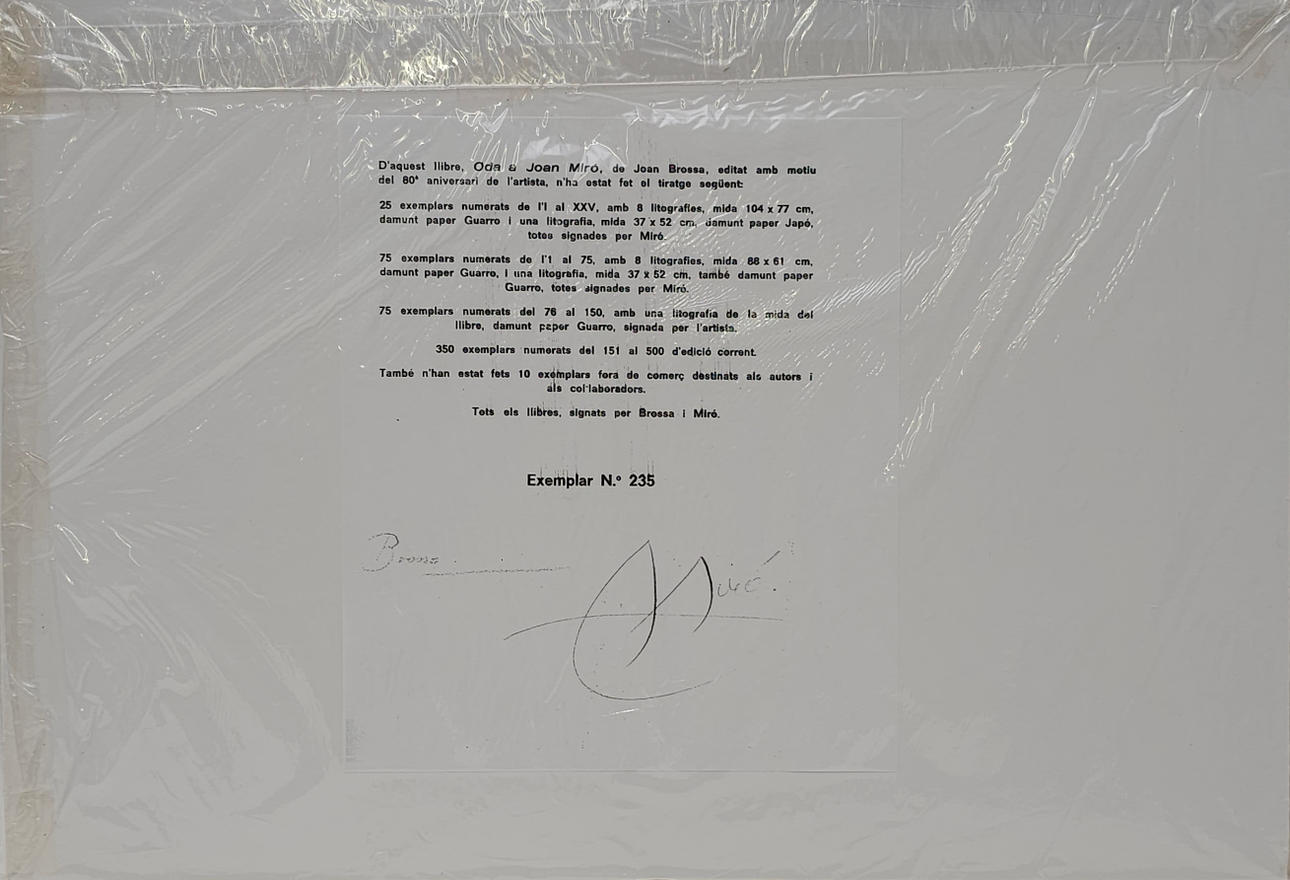 D'aquest llibre, Oda a Joan Miró, de Joan Brossa, editat amb motiu
del 80è aniversari de l'artista, n'ha estat fet el tiratge següent:
25 exemplars numerats de l'I al XXV, amb 8 litografies, mida 104 x 77 cm,
damunt paper Guarro i una litografia, mida 37 x 52 cm, damunt paper Japó,
totes signades per Miró.
75 exemplars numerats de l'1 al 75, amb 8 litografies, mida 88 x 61 cm,
damunt paper Guarro, i una litografia, mida 37 x 52 cm, també damunt paper
Guarro, totes signades per Miró.
75 exemplars numerats del 76 al 150, amb una litografia de la mida del
llibre, damunt paper Guarro, signada per l'artista.
350 exemplars numerats del 151 al 500 d'edició corrent.
També n'han estat fets 10 exemplars fora de comerç destinats als autors i
als col·laboradors.
Tots els llibres, signats per Brossa i Miró.
Exemplar N.º 235
Brossa
Miró.